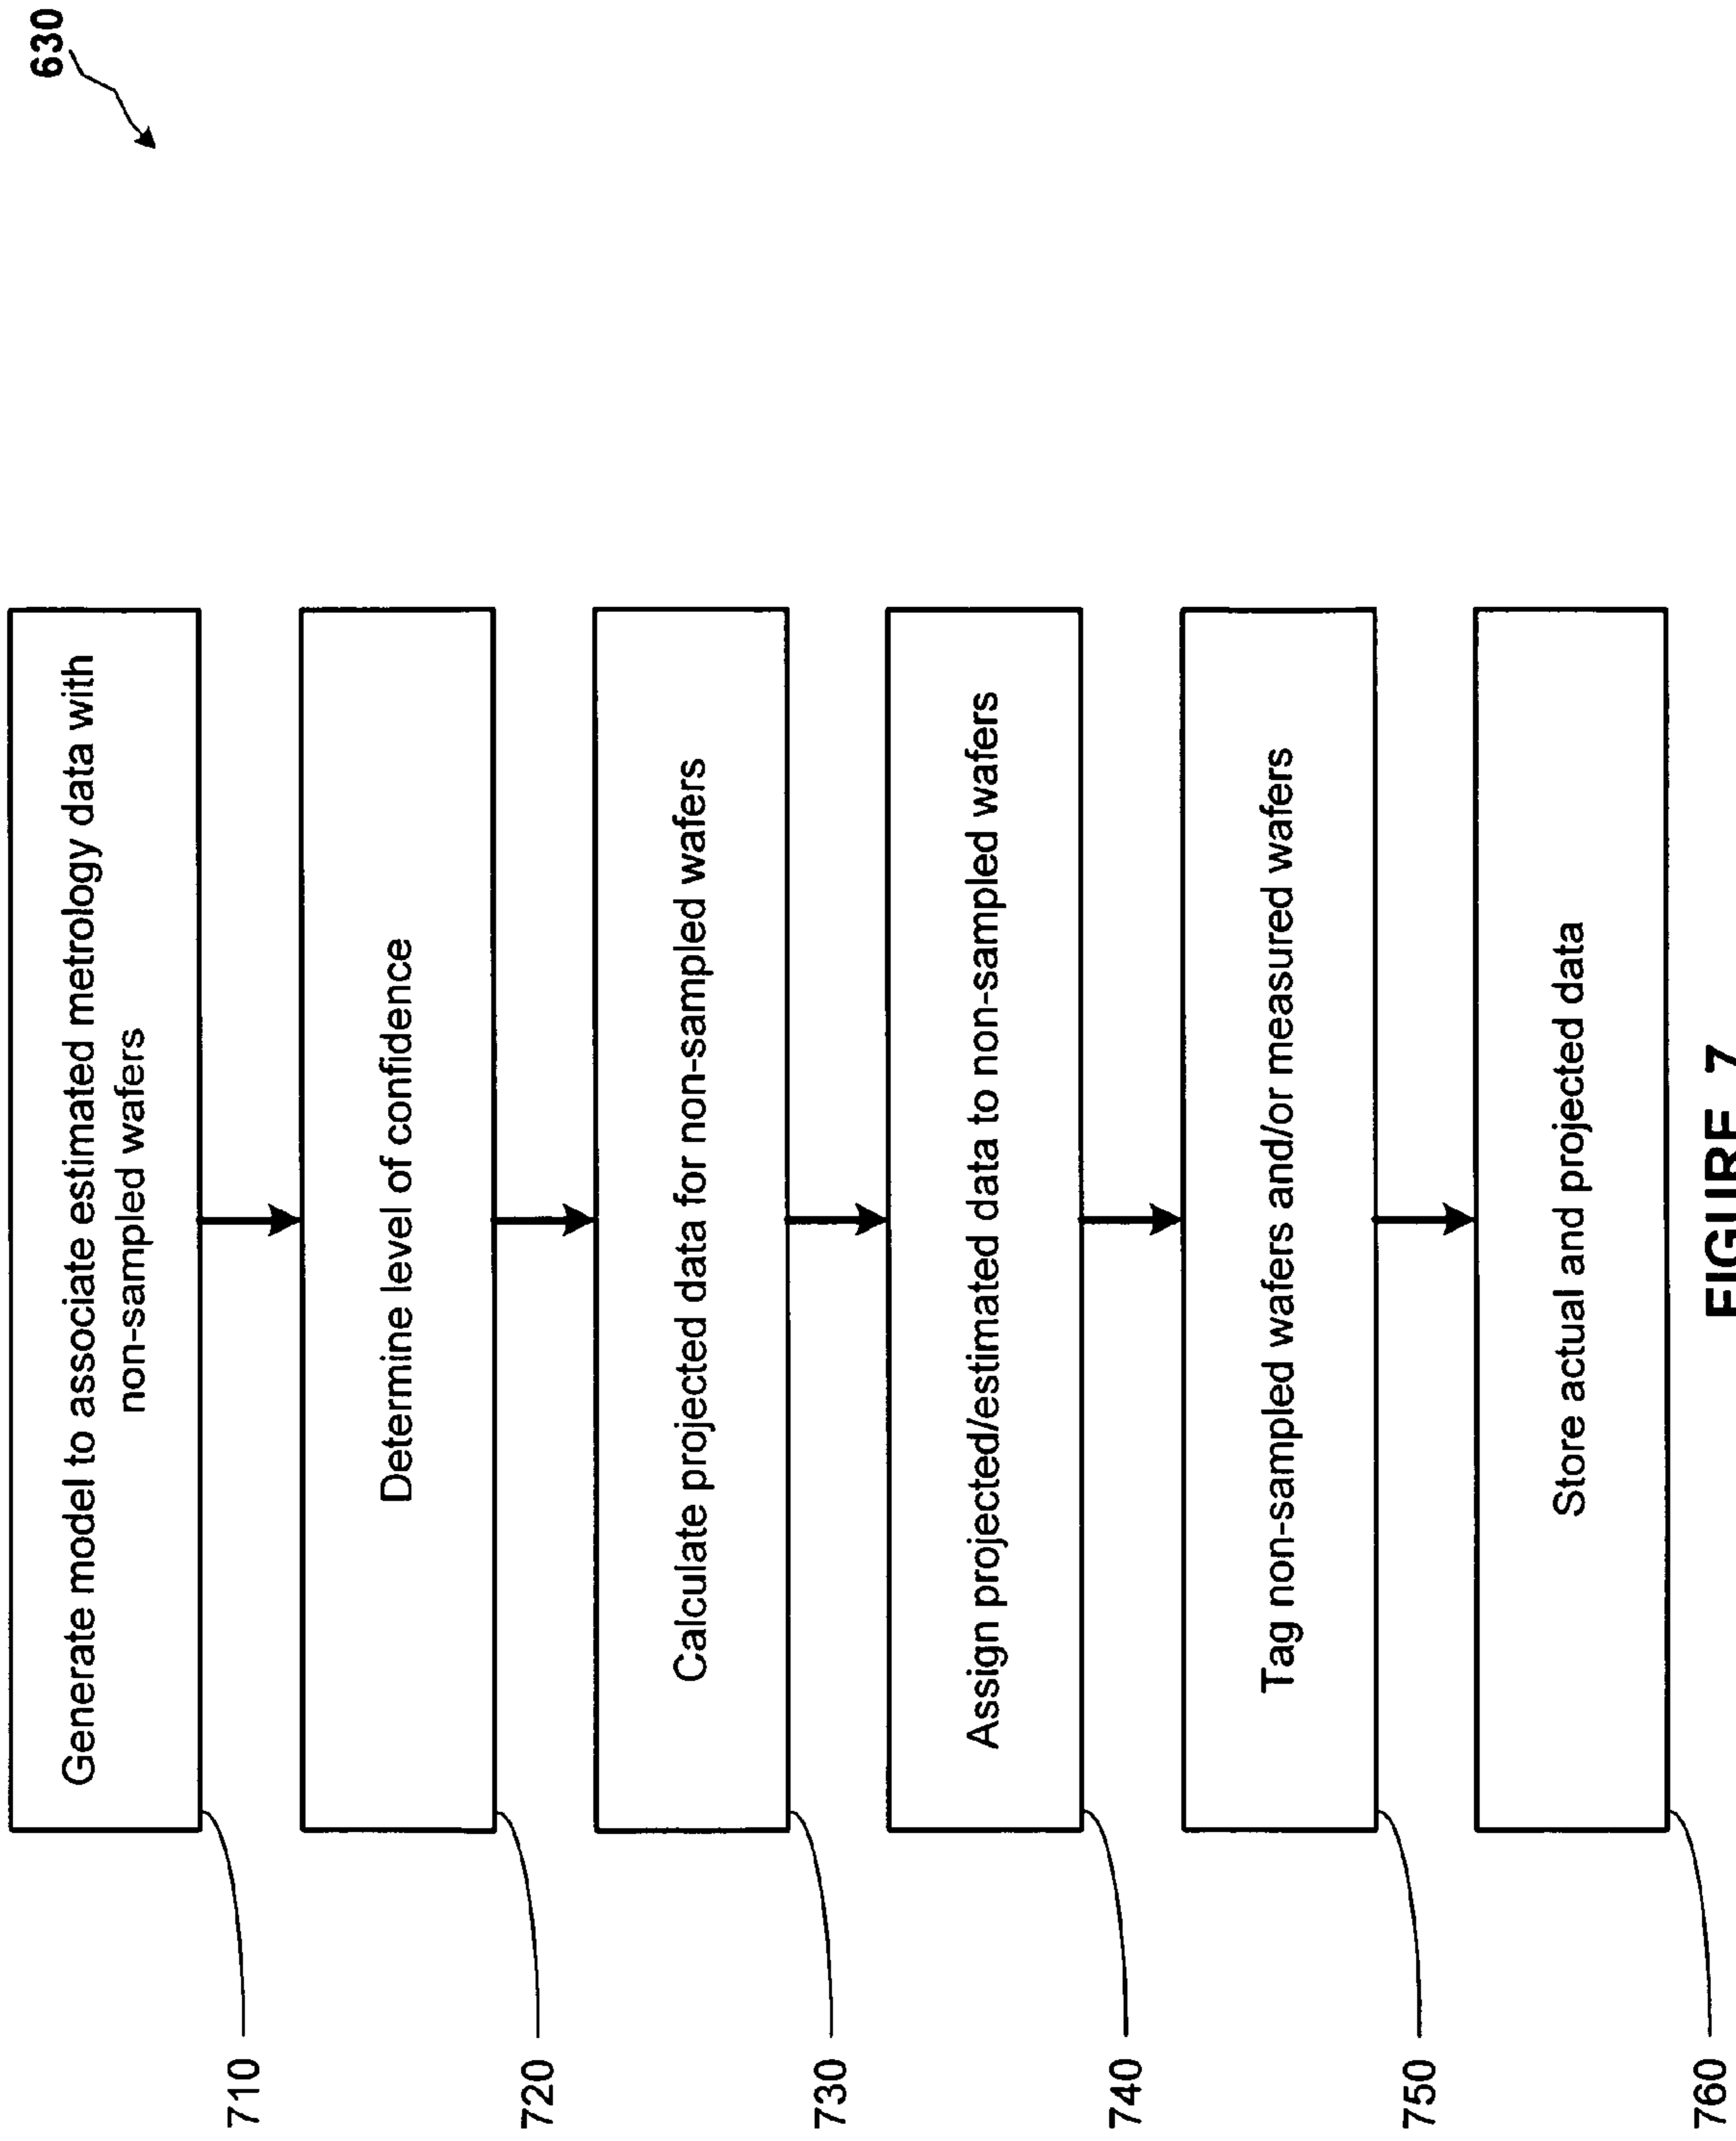 630
Generate model to associate estimated metrology data with
non-sampled wafers
710
Determine level of confidence
720
Calculate projected data for non-sampled wafers
730
Assign projected/estimated data to non-sampled wafers
740
Tag non-sampled wafers and/or measured wafers
750
Store actual and projected data
760
FIGURE 7